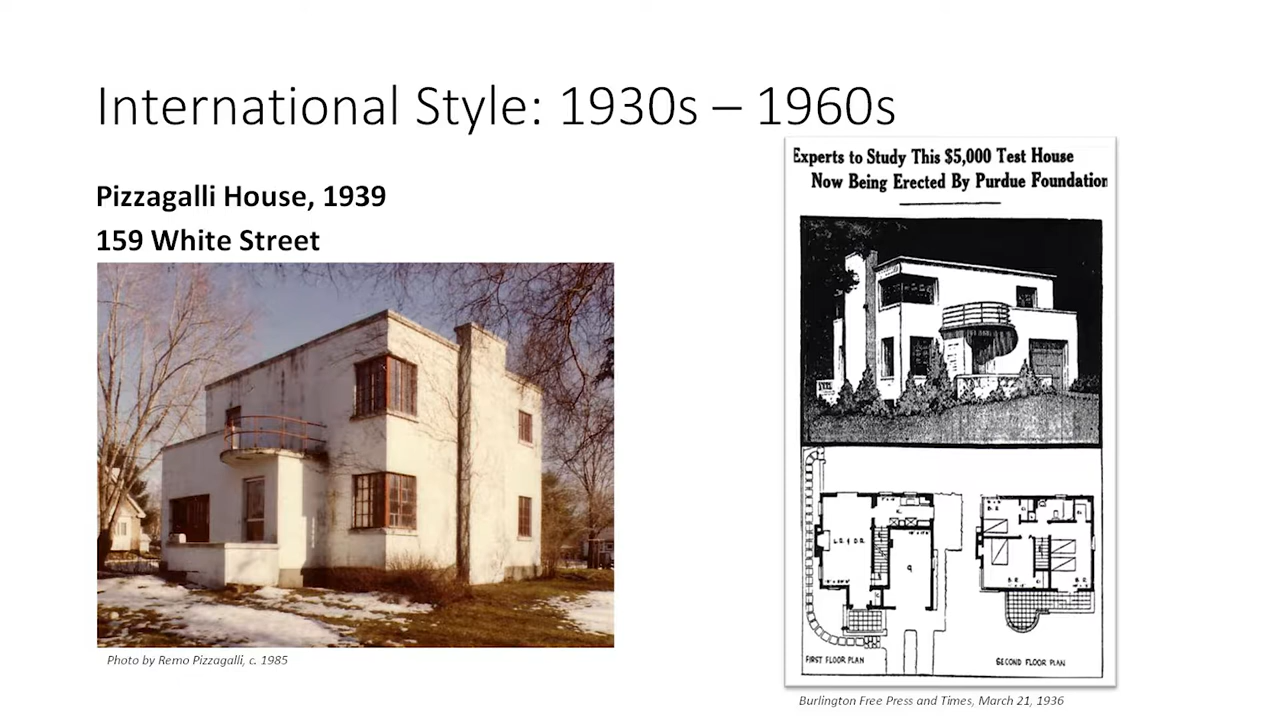 International Style: 1930s – 1960s
Pizzagalli House, 1939
159 White Street
Photo by Remo Pizzagalli, c. 1985
Experts to Study This $5,000 Test House
Now Being Erected By Purdue Foundation
L.R. & D.R.
B.R.
B.R.
B.R.
FIRST FLOOR PLAN
SECOND FLOOR PLAN
Burlington Free Press and Times, March 21, 1936